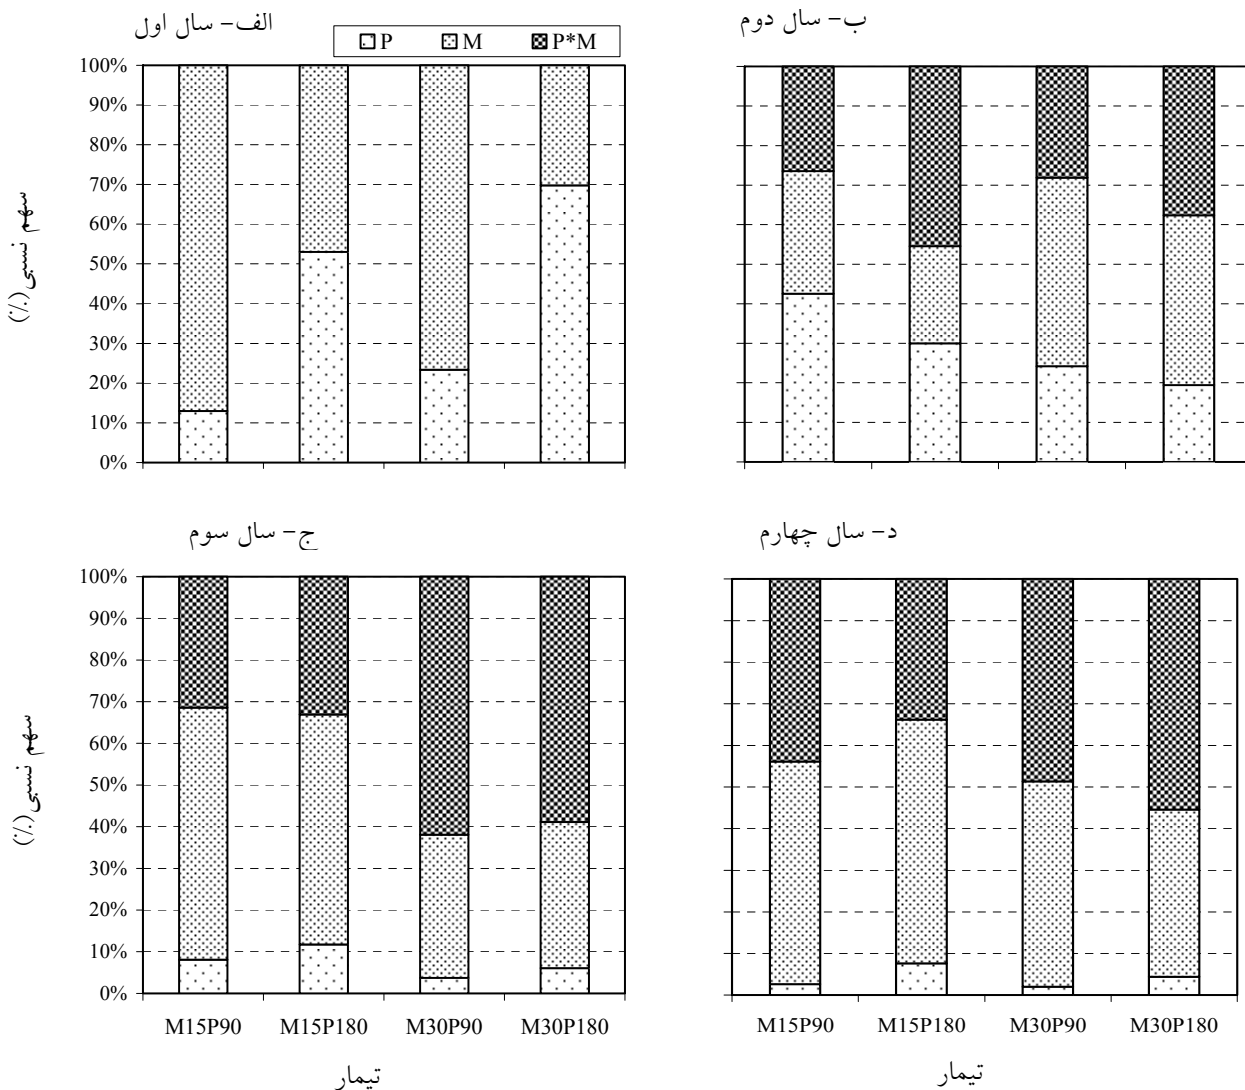 الف- سال اول
P M P*M
ب- سال دوم
100%
90%
80%
70%
60%
50%
40%
30%
20%
10%
0%
سهم نسبی(٪)
ج- سال سوم
د- سال چهارم
100%
90%
80%
70%
60%
50%
40%
30%
20%
10%
0%
سهم نسبی(٪)
M15P90 M15P180 M30P90 M30P180
M15P90 M15P180 M30P90 M30P180
تیمار
تیمار